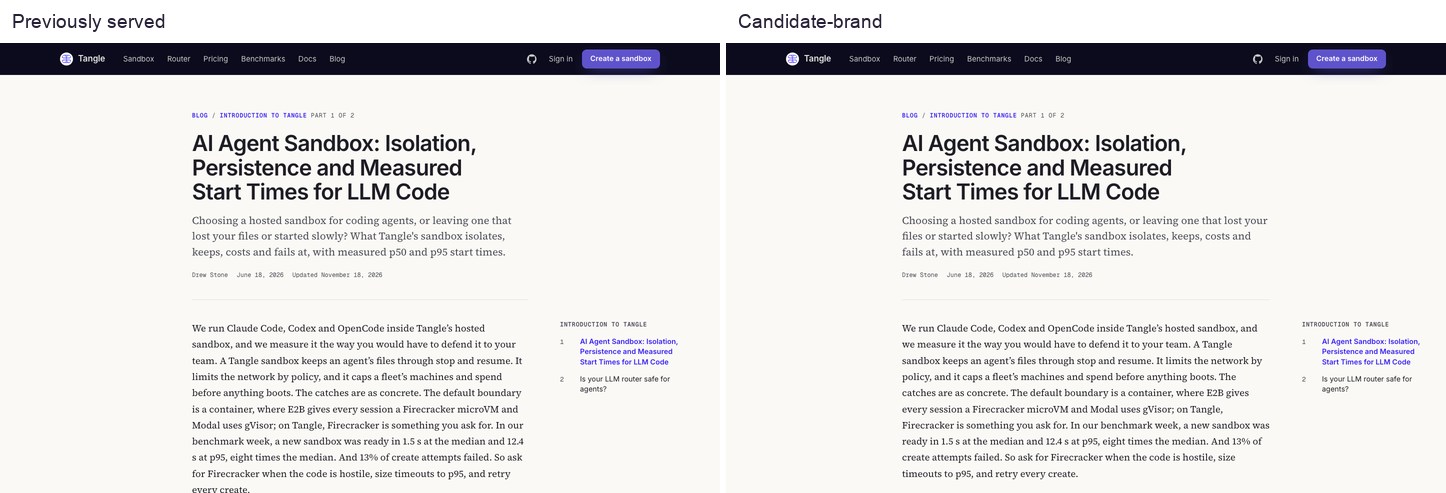 Previously served
Tangle Sandbox Router Pricing Benchmarks Docs Blog Sign in Create a sandbox
BLOG / INTRODUCTION TO TANGLE PART 1 OF 2
AI Agent Sandbox: Isolation,
Persistence and Measured
Start Times for LLM Code
Choosing a hosted sandbox for coding agents, or leaving one that
lost your files or started slowly? What Tangle's sandbox isolates,
keeps, costs and fails at, with measured p50 and p95 start times.
Drew Stone June 18, 2026 Updated November 18, 2026
We run Claude Code, Codex and OpenCode inside Tangle’s hosted
sandbox, and we measure it the way you would have to defend it to your
team. A Tangle sandbox keeps an agent’s files through stop and resume. It
limits the network by policy, and it caps a fleet’s machines and spend
before anything boots. The catches are as concrete. The default boundary
is a container, where E2B gives every session a Firecracker microVM and
Modal uses gVisor; on Tangle, Firecracker is something you ask for. In our
benchmark week, a new sandbox was ready in 1.5 s at the median and 12.4
s at p95, eight times the median. And 13% of create attempts failed. So ask
for Firecracker when the code is hostile, size timeouts to p95, and retry
every create.
INTRODUCTION TO TANGLE
1 AI Agent Sandbox: Isolation,
Persistence and Measured
Start Times for LLM Code
2 Is your LLM router safe for
agents?
Candidate-brand
Tangle Sandbox Router Pricing Benchmarks Docs Blog Sign in Create a sandbox
BLOG / INTRODUCTION TO TANGLE PART 1 OF 2
AI Agent Sandbox: Isolation,
Persistence and Measured
Start Times for LLM Code
Choosing a hosted sandbox for coding agents, or leaving one that lost your
files or started slowly? What Tangle's sandbox isolates, keeps, costs and
fails at, with measured p50 and p95 start times.
Drew Stone June 18, 2026 Updated November 18, 2026
We run Claude Code, Codex and OpenCode inside Tangle’s hosted sandbox, and
we measure it the way you would have to defend it to your team. A Tangle
sandbox keeps an agent’s files through stop and resume. It limits the network by
policy, and it caps a fleet’s machines and spend before anything boots. The
catches are as concrete. The default boundary is a container, where E2B gives
every session a Firecracker microVM and Modal uses gVisor; on Tangle,
Firecracker is something you ask for. In our benchmark week, a new sandbox was
ready in 1.5 s at the median and 12.4 s at p95, eight times the median. And 13% of
create attempts failed. So ask for Firecracker when the code is hostile, size
timeouts to p95, and retry every create.
INTRODUCTION TO TANGLE
1 AI Agent Sandbox: Isolation,
Persistence and Measured
Start Times for LLM Code
2 Is your LLM router safe for
agents?